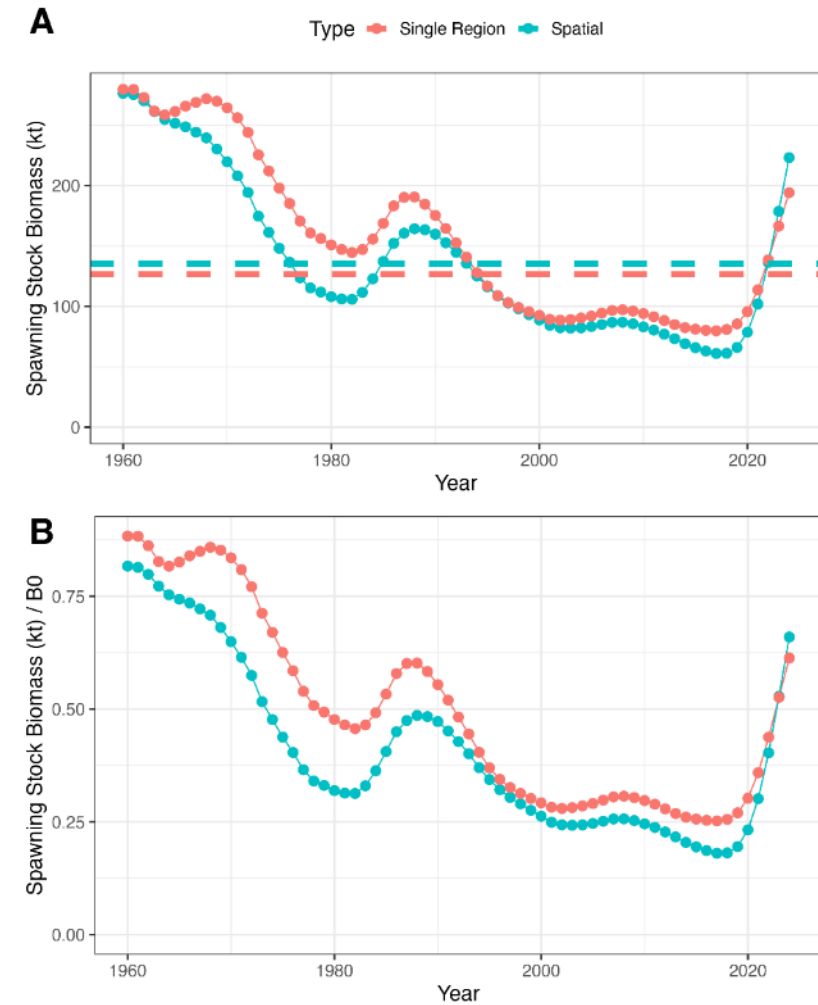 A
Type Single Region Spatial
Spawning Stock Biomass (kt)
200
100
0
1960 1980 2000 2020
Year
B
Spawning Stock Biomass (kt) / B0
0.75
0.50
0.25
0.00
1960 1980 2000 2020
Year